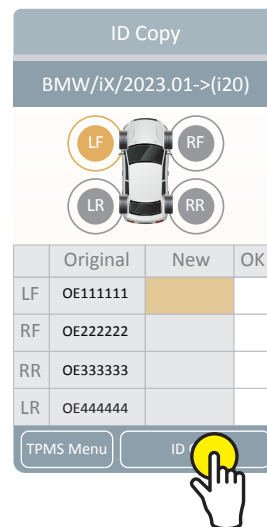 ID Copy
BMW/iX/2023.01->(i20)
LF RF
LR RR
Original New OK
LF OE111111
RF OE222222
RR OE333333
LR OE444444
TPMS Menu ID